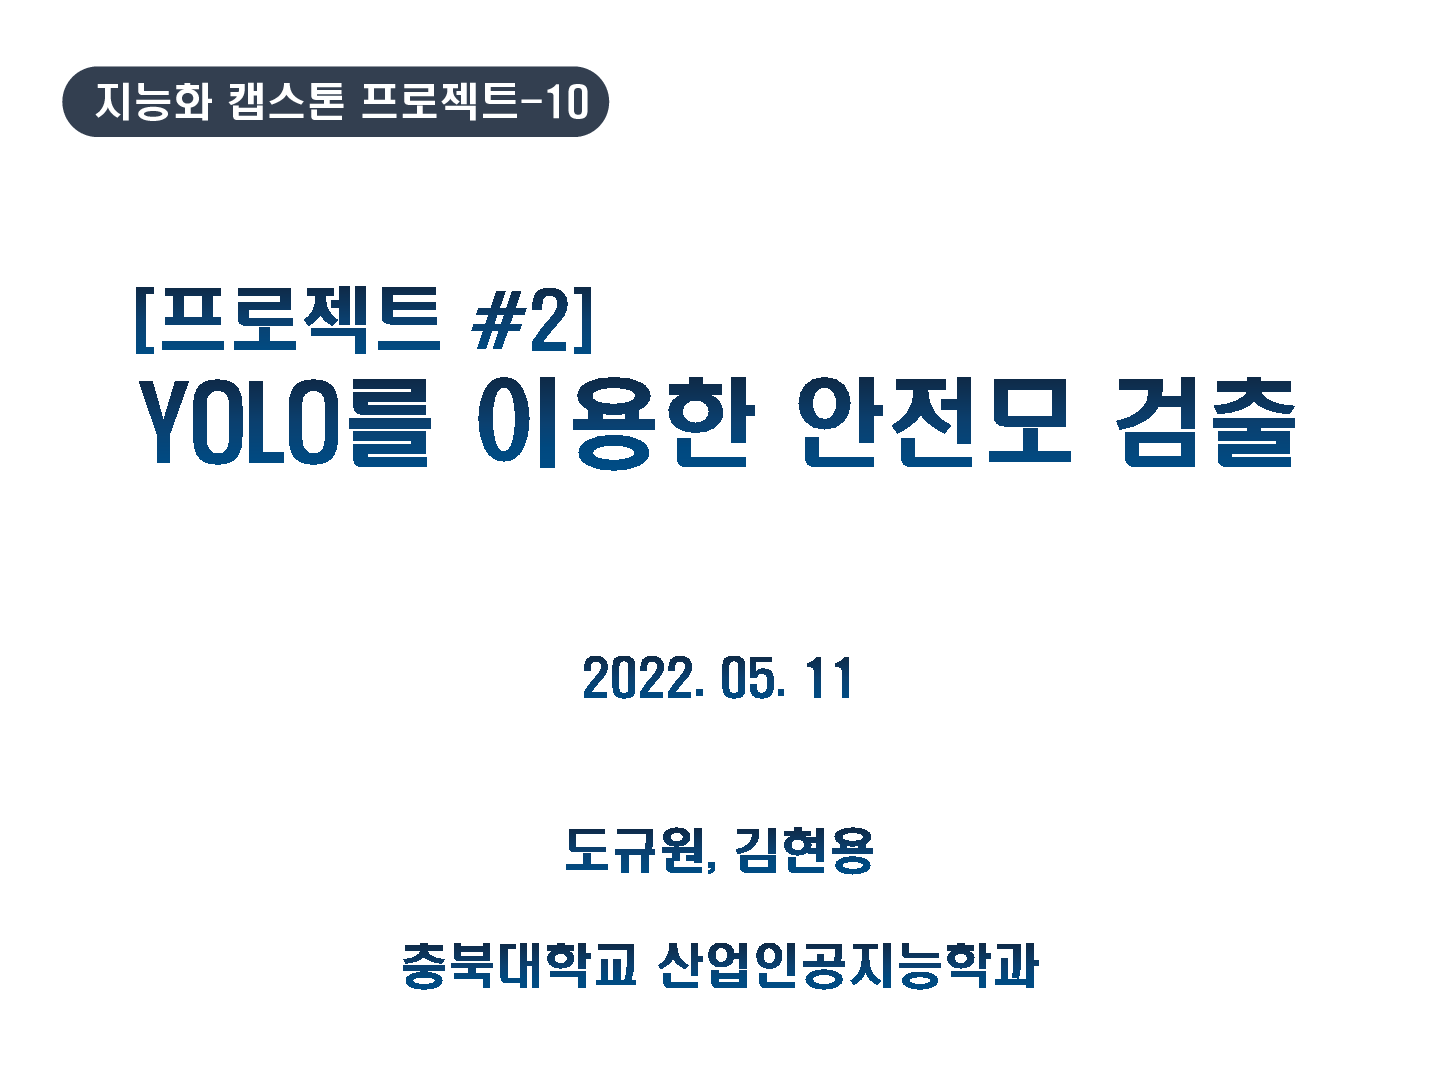 지능화 캡스톤 프로젝트-10
[프로젝트 #2]
YOLO를 이용한 안전모 검출
2022. 05. 11
도규원, 김현용
충북대학교 산업인공지능학과